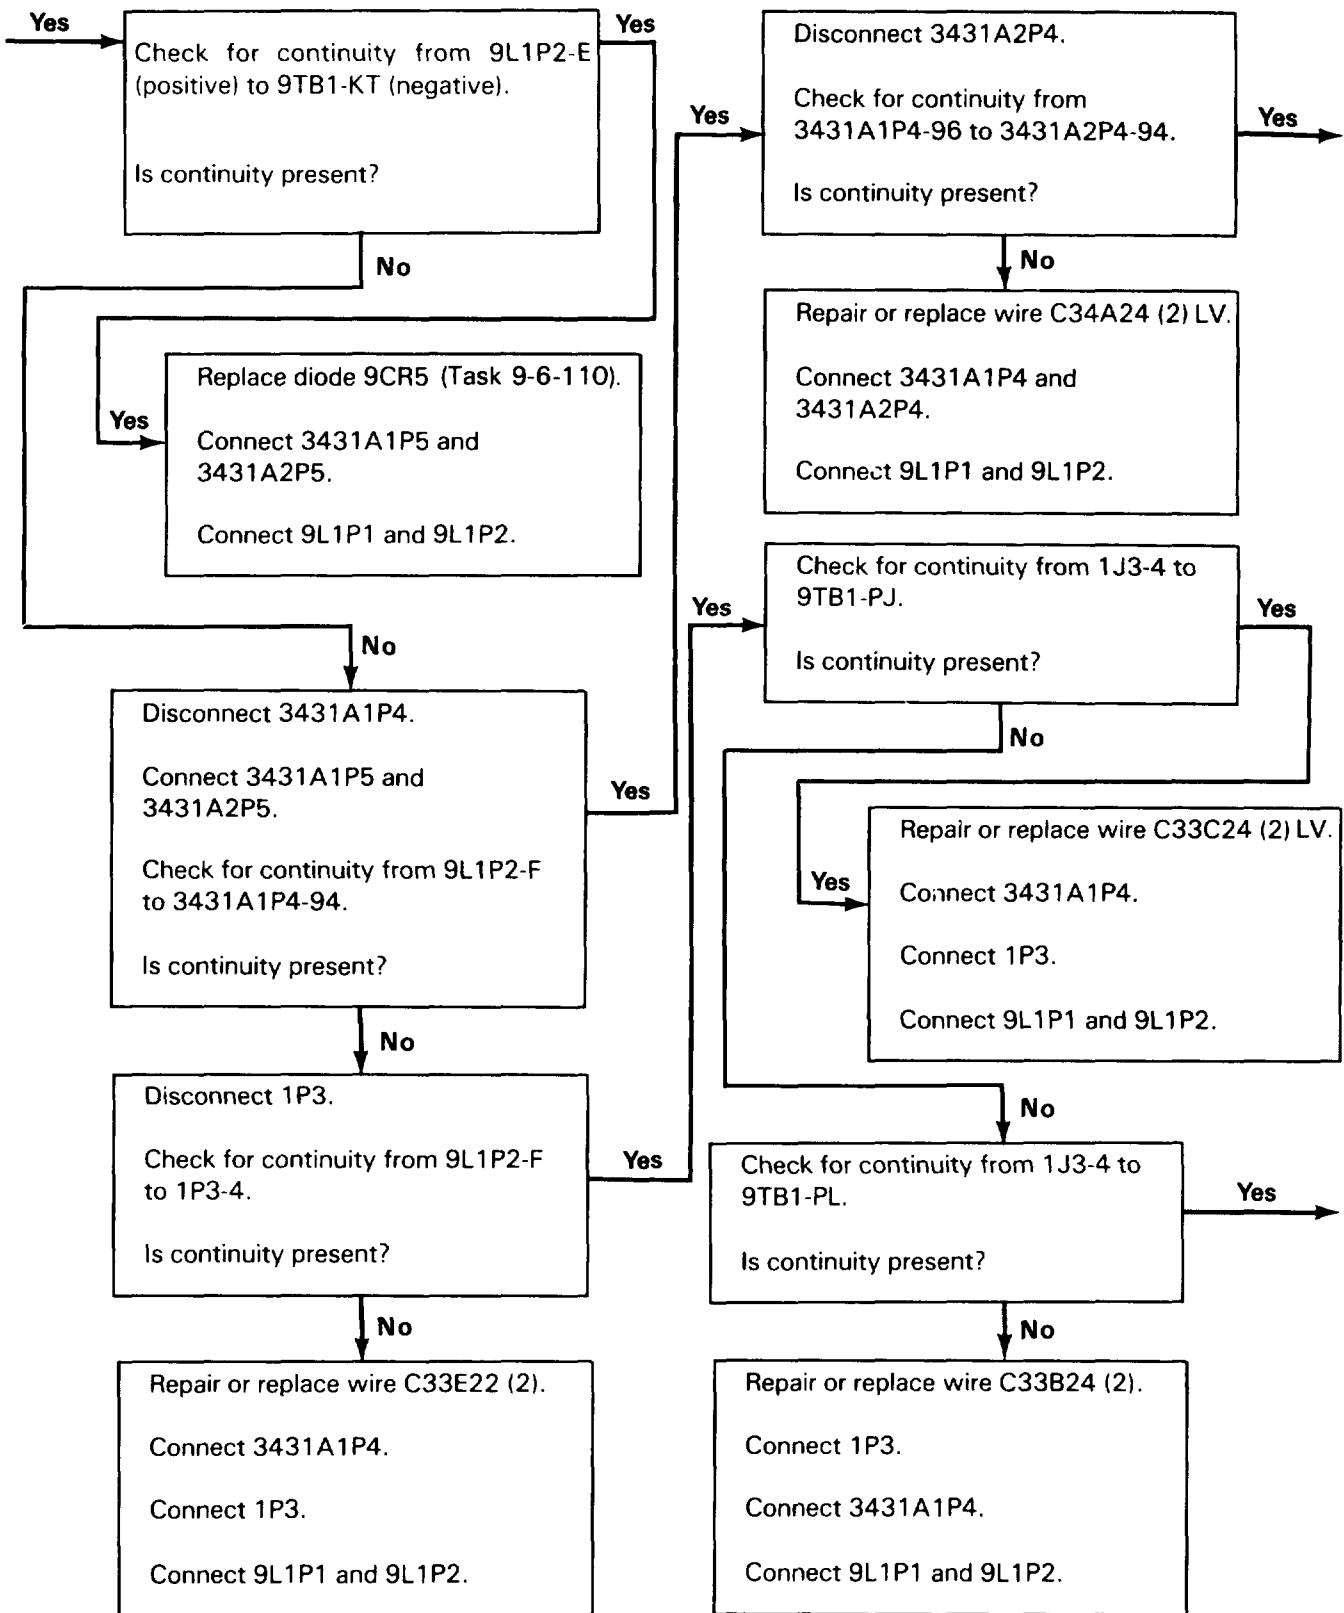 Yes
Check for continuity from 9L1P2-E
(positive) to 9TB1-KT (negative).
Is continuity present?
Yes
No
Yes
Replace diode 9CR5 (Task 9-6-110).
Connect 3431A1P5 and
3431A2P5.
Connect 9L1P1 and 9L1P2.
No
Disconnect 3431A1P4.
Connect 3431A1P5 and
3431A2P5.
Check for continuity from 9L1P2-F
to 3431A1P4-94.
Is continuity present?
Yes
No
Disconnect 1P3.
Check for continuity from 9L1P2-F
to 1P3-4.
Is continuity present?
Yes
No
Repair or replace wire C33E22 (2).
Connect 3431A1P4.
Connect 1P3.
Connect 9L1P1 and 9L1P2.
Yes
Disconnect 3431A2P4.
Check for continuity from
3431A1P4-96 to 3431A2P4-94.
Is continuity present?
Yes
No
Repair or replace wire C34A24 (2) LV.
Connect 3431A1P4 and
3431A2P4.
Connect 9L1P1 and 9L1P2.
Yes
Check for continuity from 1J3-4 to
9TB1-PJ.
Is continuity present?
Yes
No
Yes
Repair or replace wire C33C24 (2) LV.
Connect 3431A1P4.
Connect 1P3.
Connect 9L1P1 and 9L1P2.
No
Check for continuity from 1J3-4 to
9TB1-PL.
Is continuity present?
Yes
No
Repair or replace wire C33B24 (2).
Connect 1P3.
Connect 3431A1P4.
Connect 9L1P1 and 9L1P2.